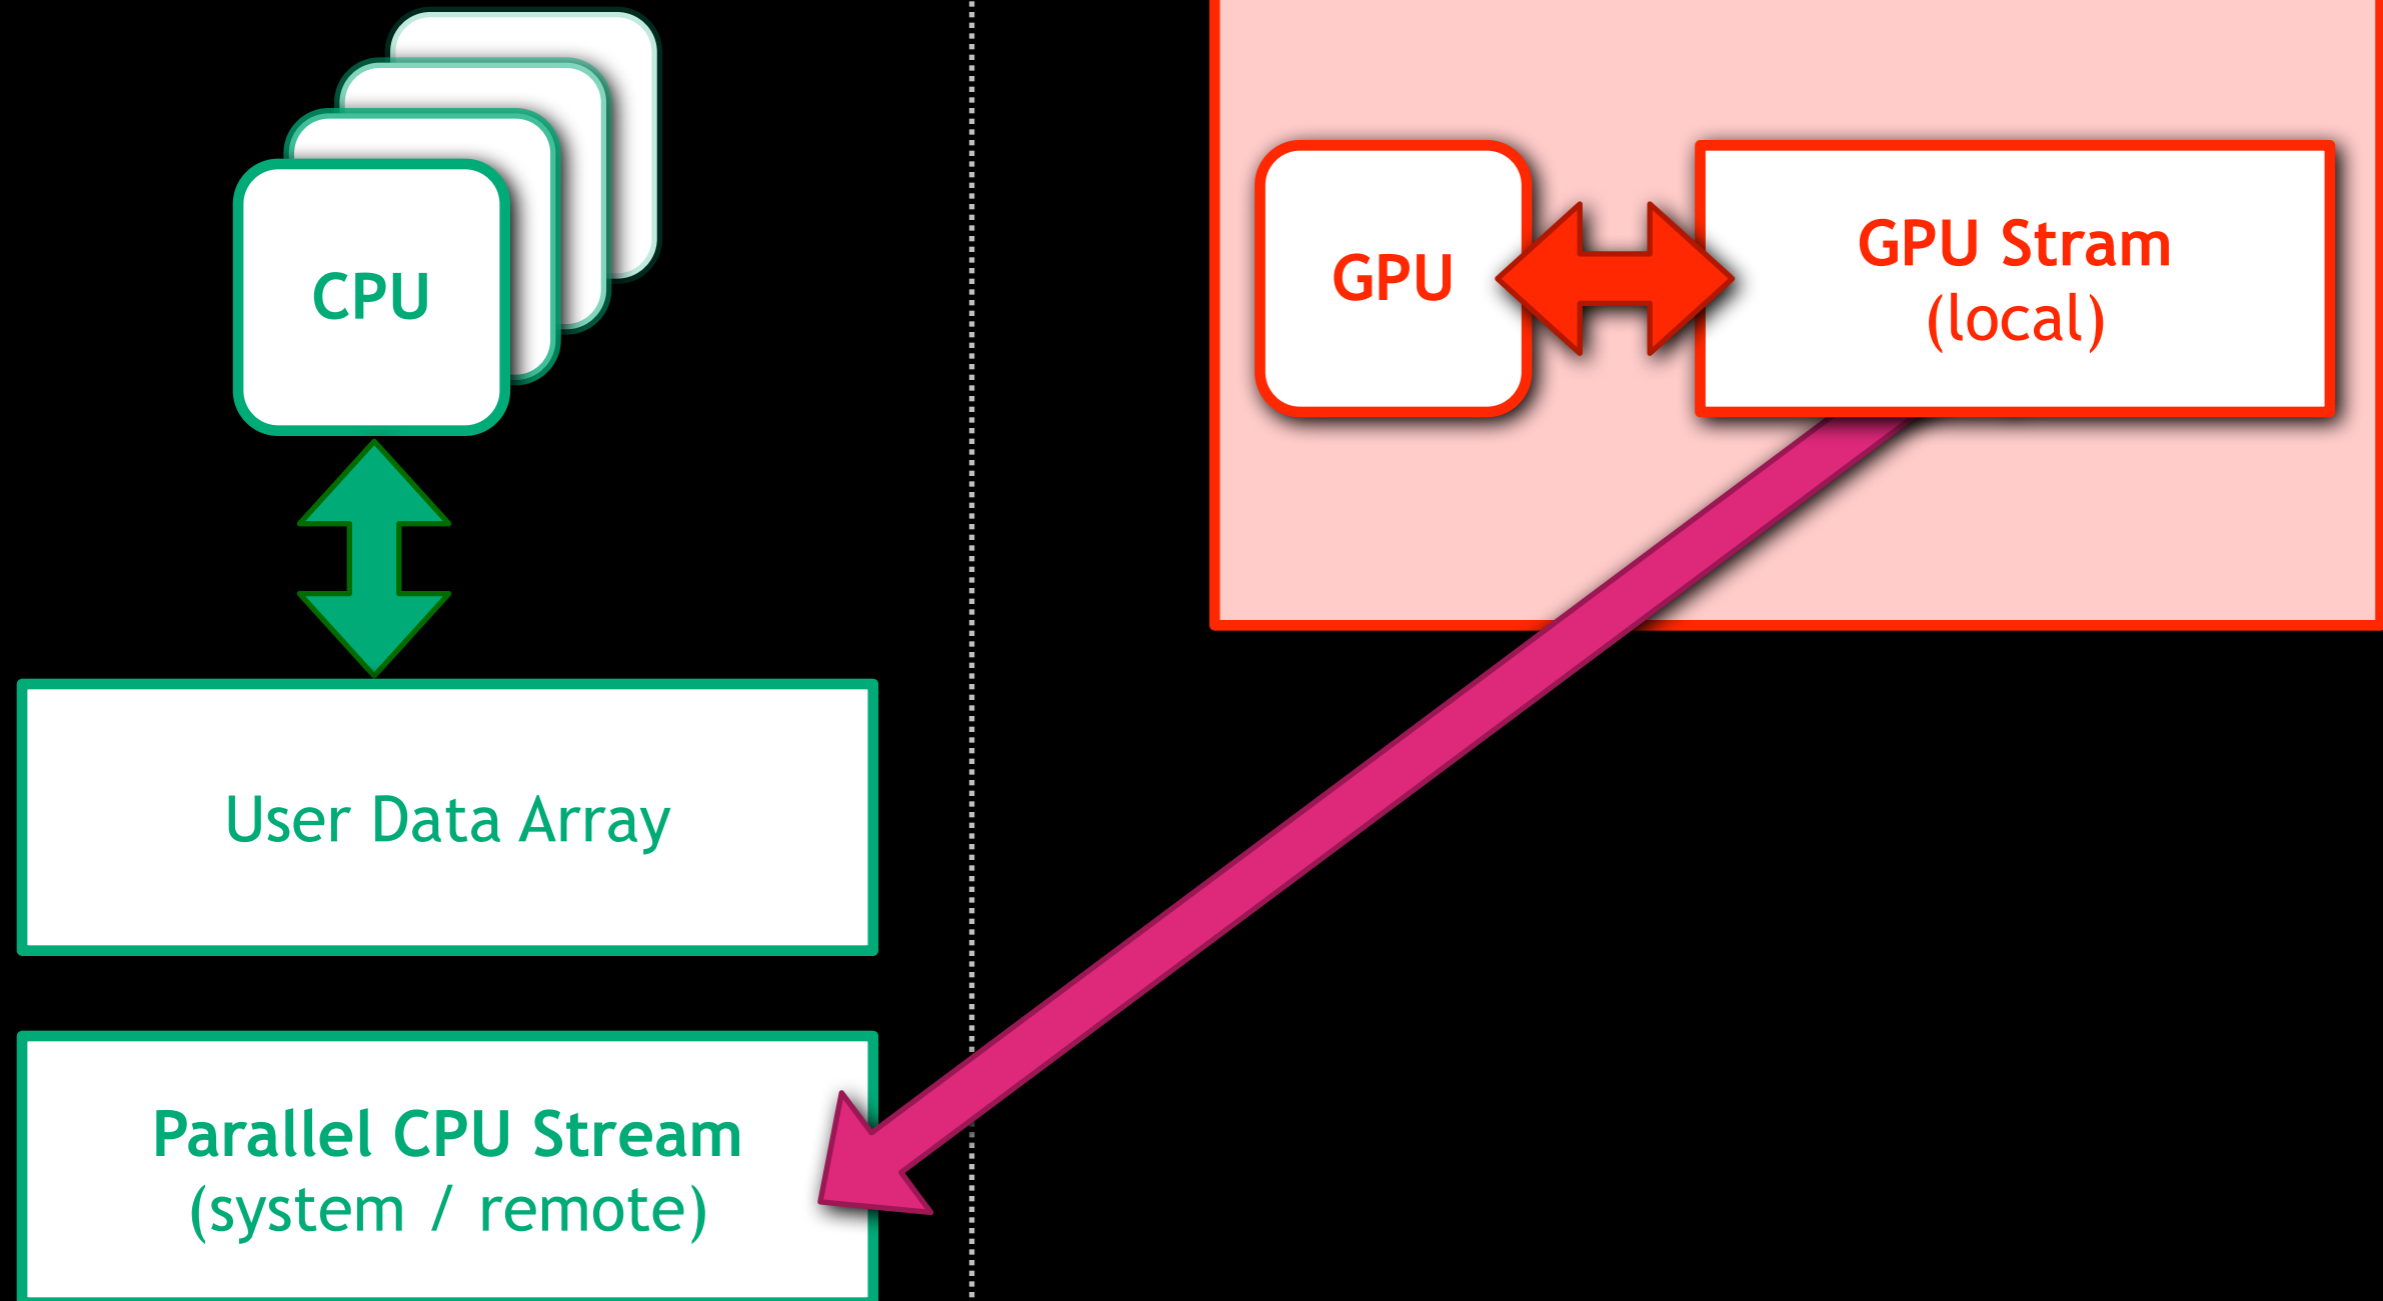 CPU
GPU
GPU Stram
(local)
User Data Array
Parallel CPU Stream
(system / remote)